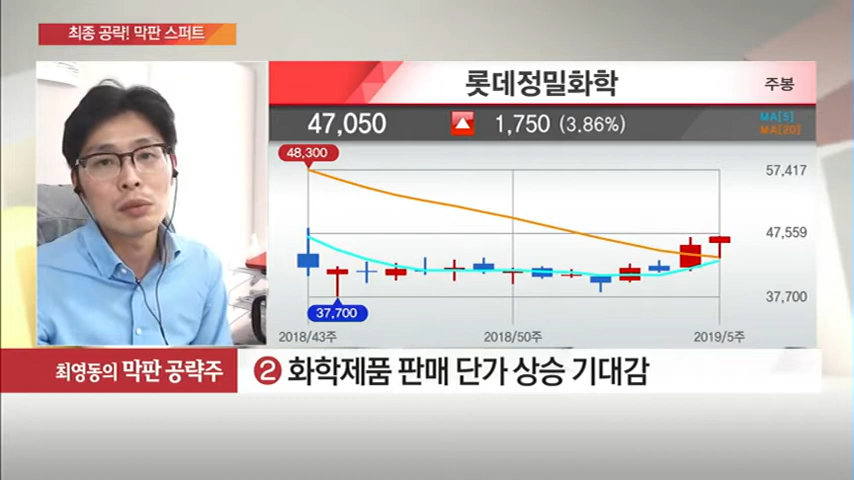 최종 공략! 막판 스퍼트
롯데정밀화학
주봉
47,050 1,750 (3.86%)
MA[5]
MA[20]
48,300
57,417
47,559
37,700
37,700
2018/43주 2018/50주 2019/5주
최영동의 막판 공략주
② 화학제품 판매 단가 상승 기대감